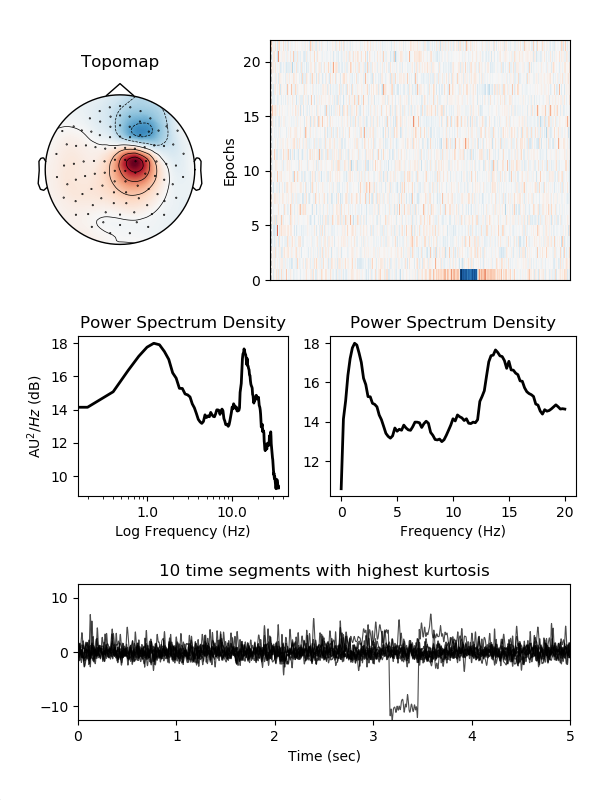 Topomap
Epochs
20
15
10
5
0
Power Spectrum Density
AU²/Hz (dB)
18
16
14
12
10
1.0 10.0
Log Frequency (Hz)
Power Spectrum Density
18
16
14
12
0 5 10 15 20
Frequency (Hz)
10 time segments with highest kurtosis
10
0
−10
0 1 2 3 4 5
Time (sec)